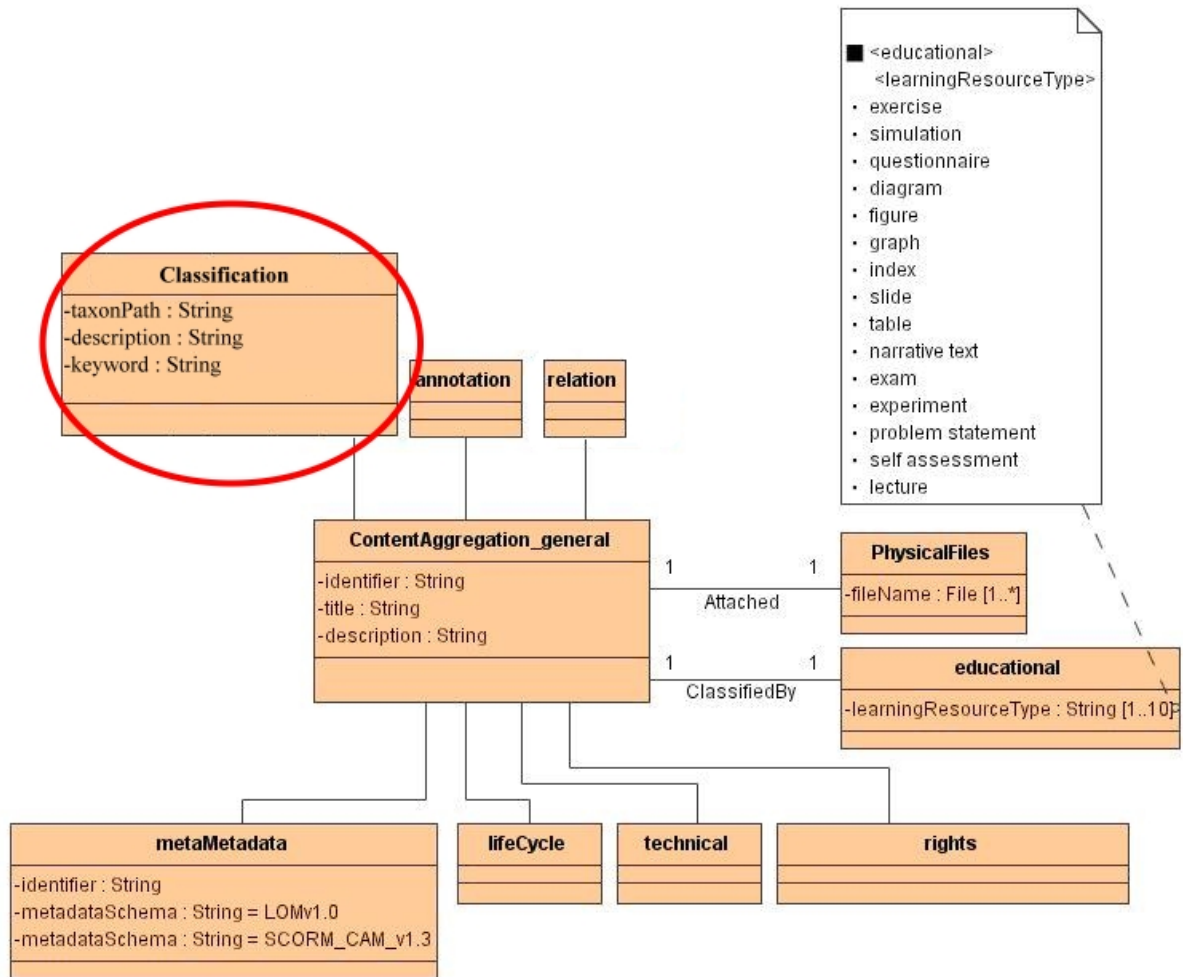 <educational>
<learningResourceType>
· exercise
· simulation
· questionnaire
· diagram
· figure
· graph
· index
· slide
· table
· narrative text
· exam
· experiment
· problem statement
· self assessment
· lecture
Classification
-taxonPath : String
-description : String
-keyword : String
annotation
relation
ContentAggregation_general
-identifier : String
-title : String
-description : String
1 1
Attached
PhysicalFiles
-fileName : File [1..*]
1 1
ClassifiedBy
educational
-learningResourceType : String [1..10]
metaMetadata
-identifier : String
-metadataSchema : String = LOMv1.0
-metadataSchema : String = SCORM_CAM_v1.3
lifeCycle
technical
rights